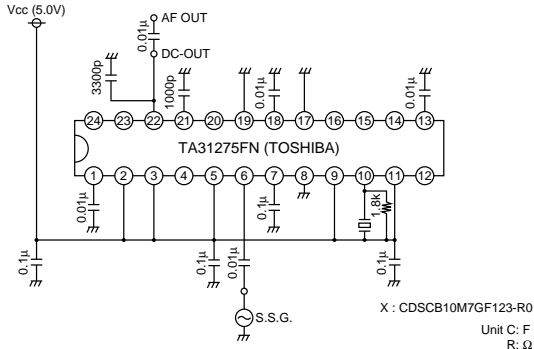 Vcc (5.0V)
AF OUT
0.01μ
DC-OUT
3300p
1000p
0.01μ
0.01μ
24 23 22 21 20 19 18 17 16 15 14 13
TA31275FN (TOSHIBA)
1 2 3 4 5 6 7 8 9 10 11 12
0.01μ
0.1μ
1.8k
0.1μ
0.1μ
0.01μ
0.1μ
S.S.G.
X : CDSCB10M7GF123-R0
Unit C: F
R: Ω